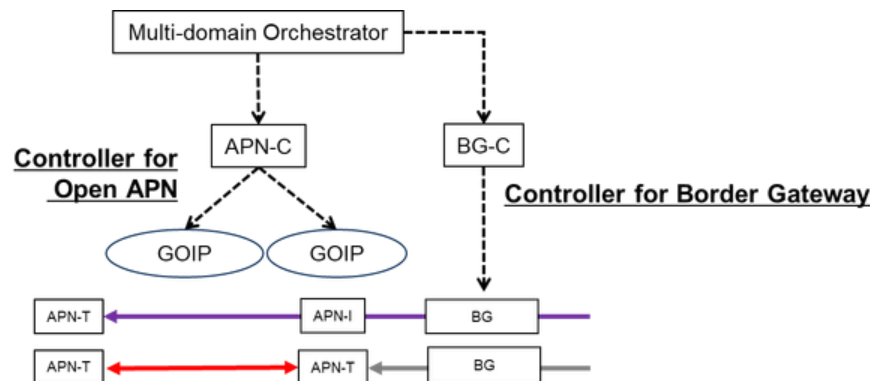 Multi-domain Orchestrator
APN-C
BG-C
Controller for
Open APN
Controller for Border Gateway
GOIP
GOIP
APN-T
APN-I
BG
APN-T
APN-T
BG